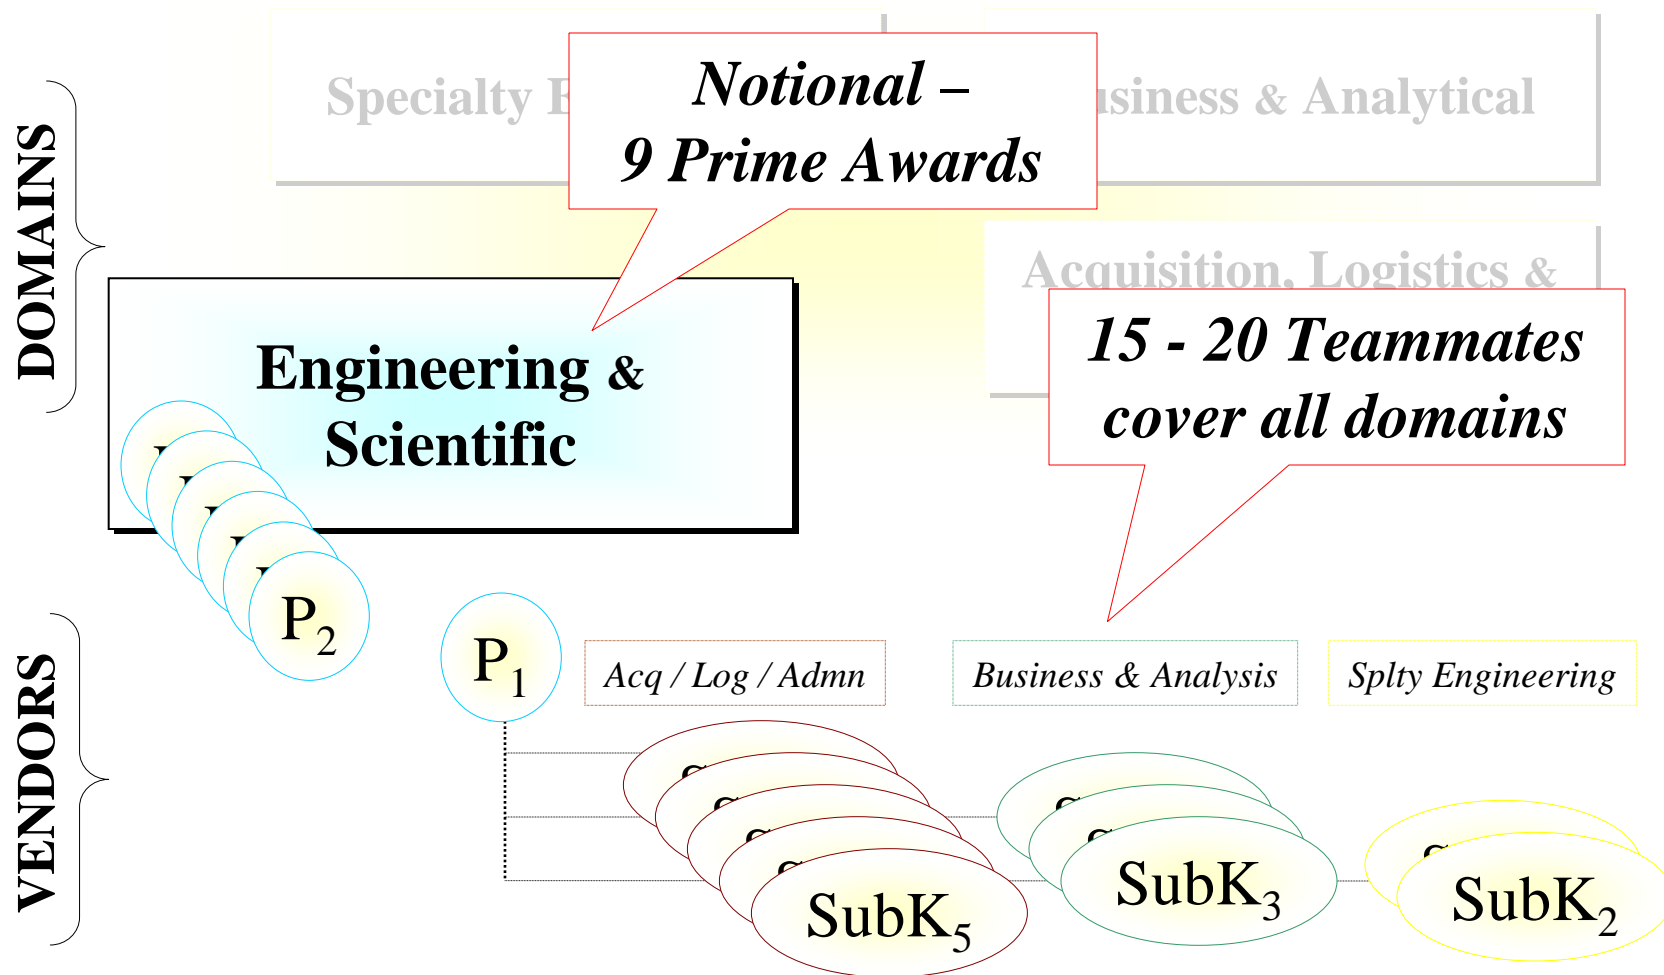 DOMAINS
Specialty
usiness & Analytical
Notional –
9 Prime Awards
Acquisition, Logistics &
15 - 20 Teammates
cover all domains
Engineering &
Scientific
P2
P1
VENDORS
Acq / Log / Admn
Business & Analysis
Splty Engineering
SubK5
SubK3
SubK2